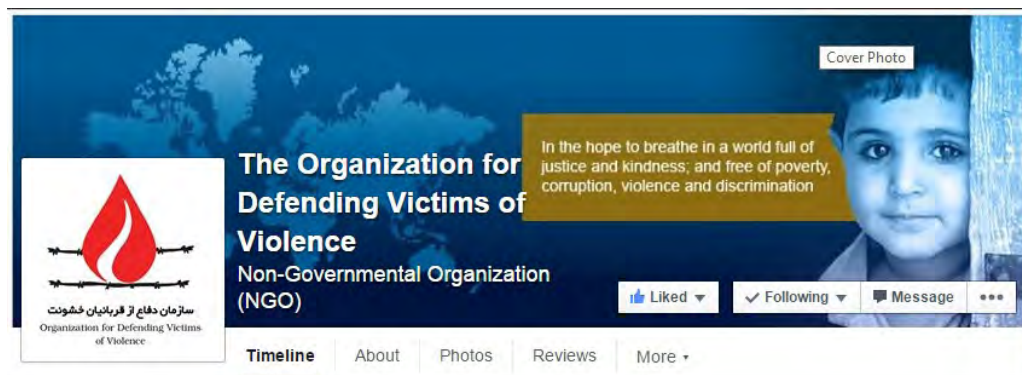 Cover Photo
In the hope to breathe in a world full of
justice and kindness; and free of poverty,
corruption, violence and discrimination
The Organization for
Defending Victims of
Violence
Non-Governmental Organization
(NGO)
سازمان دفاع از قربانیان خشونت
Organization for Defending Victims
of Violence
Liked
Following
Message
Timeline
About
Photos
Reviews
More